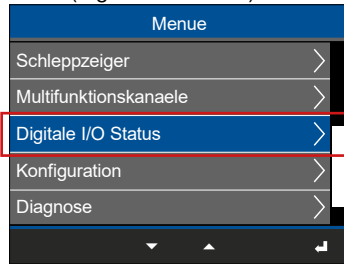 Menue
Schleppzeiger
Multifunktionskanaele
Digitale I/O Status
Konfiguration
Diagnose